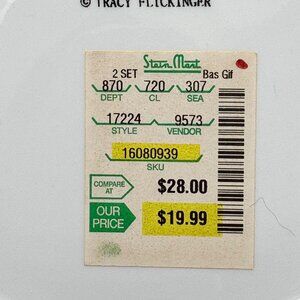 © TRACY FLICKINGER
Stein Mart
2 SET Bas Gif
870 720 307
DEPT CL SEA
17224 9573
STYLE VENDOR
16080939
SKU
COMPARE AT $28.00
OUR PRICE $19.99